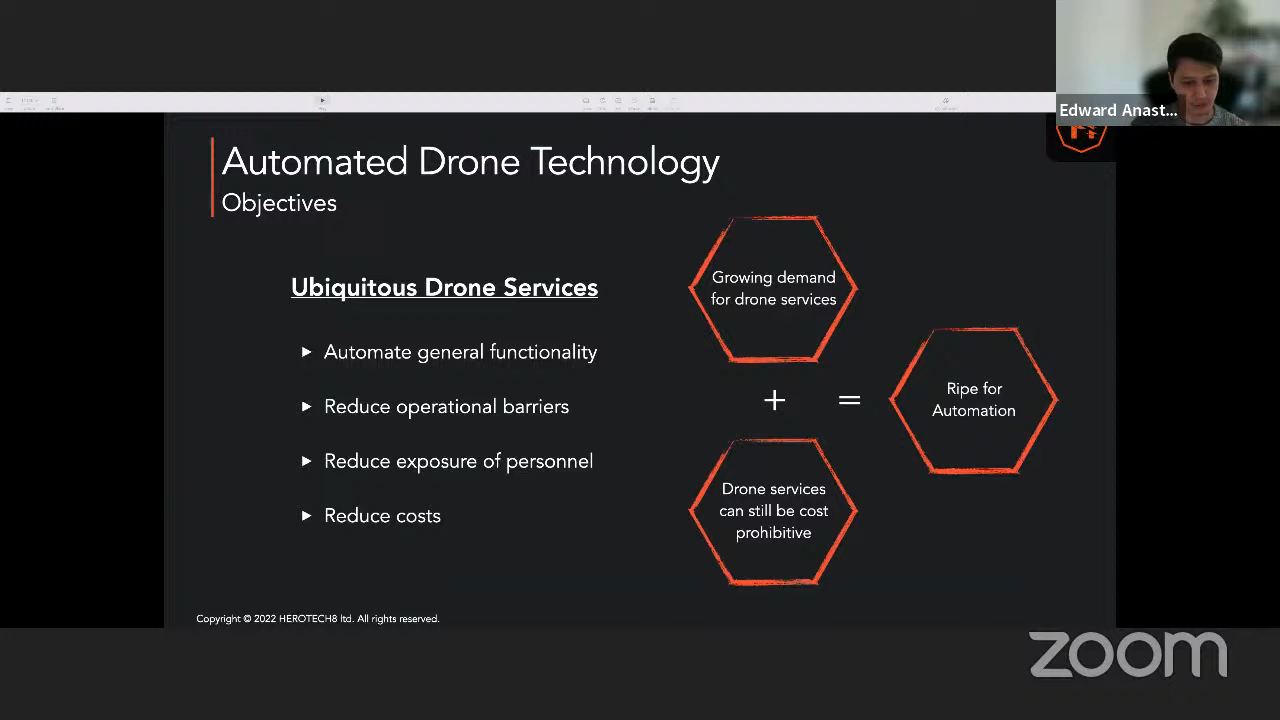 Edward Anast...
Automated Drone Technology
Objectives
Ubiquitous Drone Services
Automate general functionality
Reduce operational barriers
Reduce exposure of personnel
Reduce costs
Growing demand
for drone services
+
=
Ripe for
Automation
Drone services
can still be cost
prohibitive
Copyright © 2022 HEROTECH8 ltd. All rights reserved.
zoom